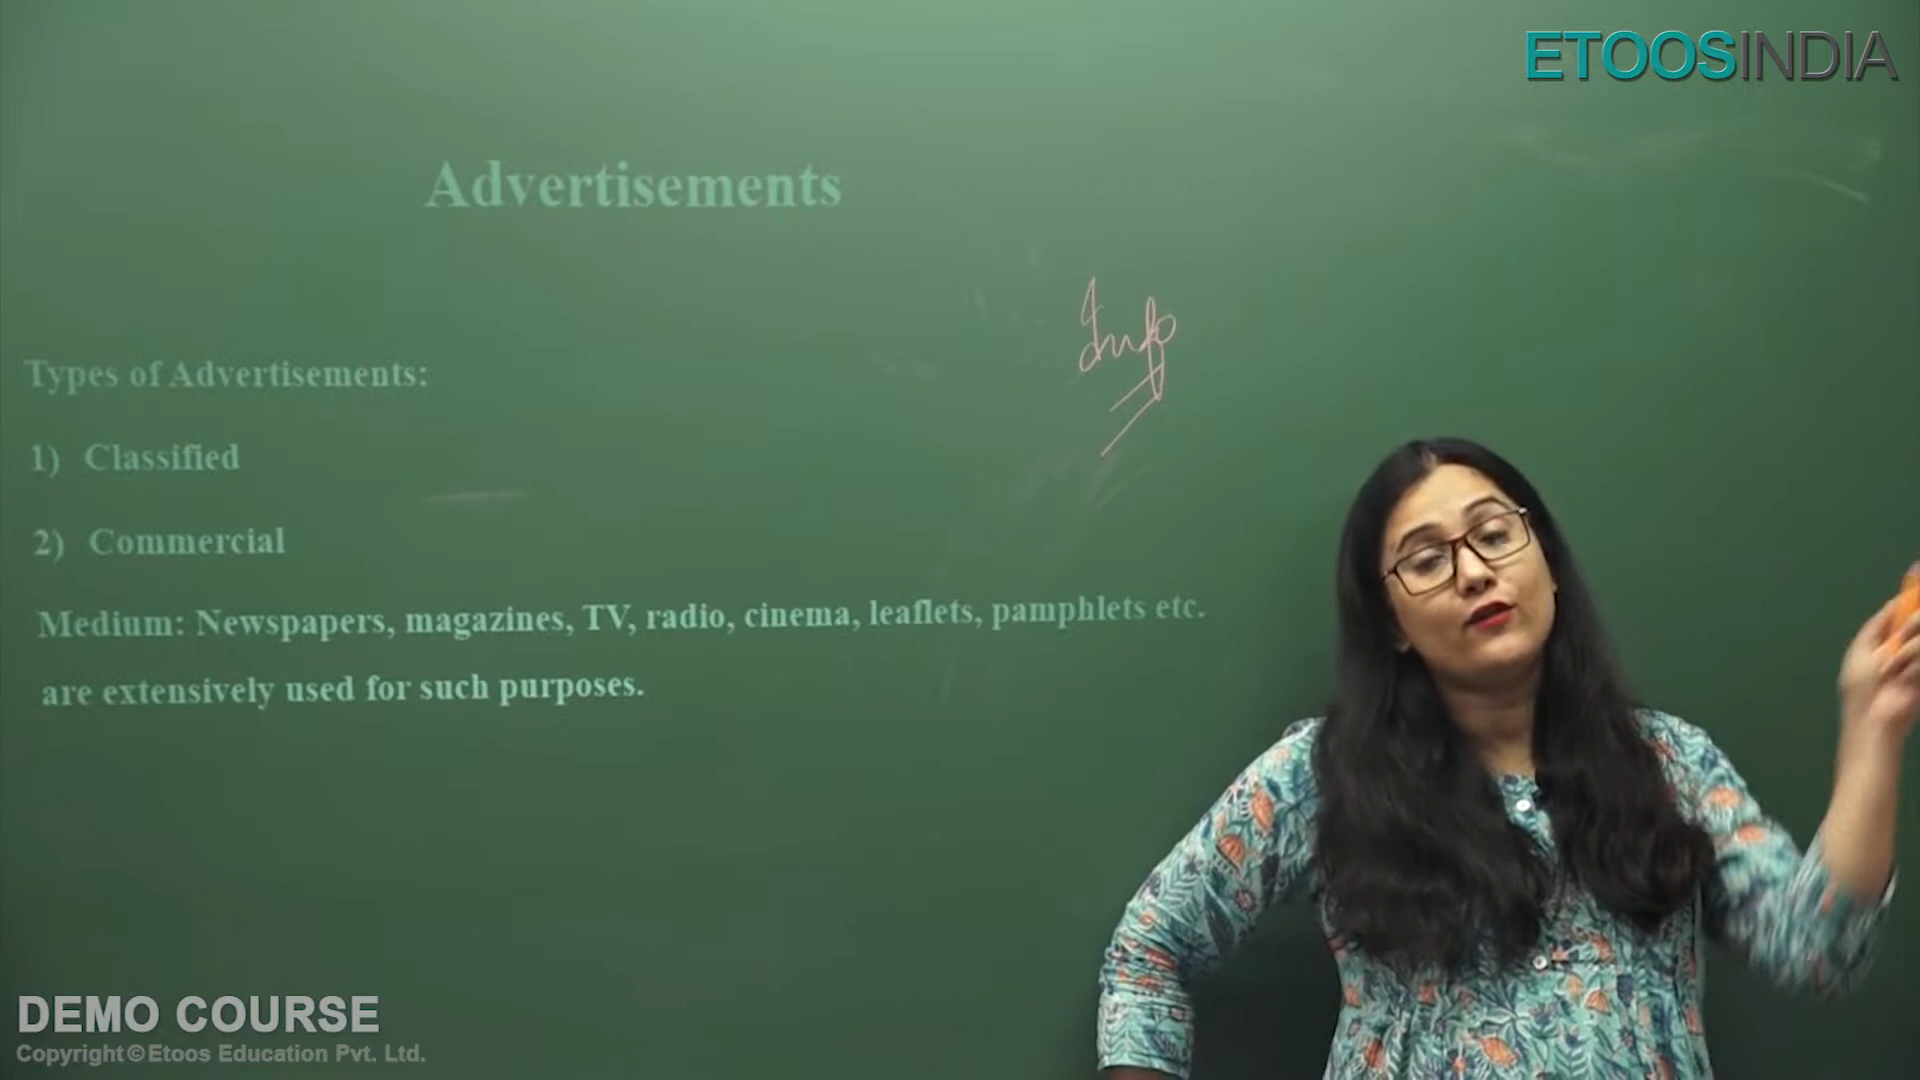 ETOOSINDIA
Advertisements
Info
Types of Advertisements:
1) Classified
2) Commercial
Medium: Newspapers, magazines, TV, radio, cinema, leaflets, pamphlets etc.
are extensively used for such purposes.
DEMO COURSE
Copyright©Etoos Education Pvt. Ltd.